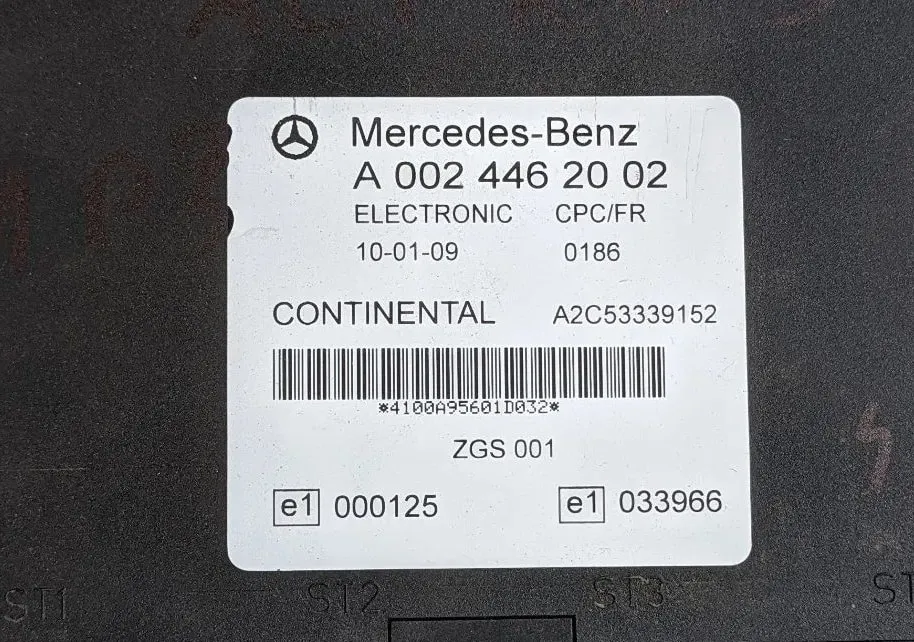 Mercedes-Benz
A 002 446 20 02
ELECTRONIC CPC/FR
10-01-09 0186
CONTINENTAL A2C53339152
*4100A95601D032*
ZGS 001
e1 000125 e1 033966
ST1 ST2 ST3